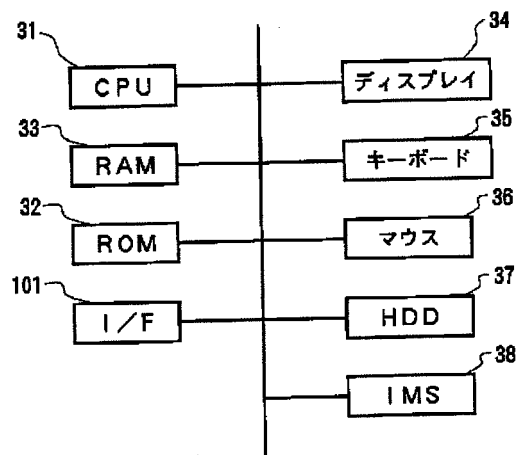 31
CPU
34
ディスプレイ
33
RAM
35
キーボード
32
ROM
36
マウス
101
I/F
37
HDD
38
IMS